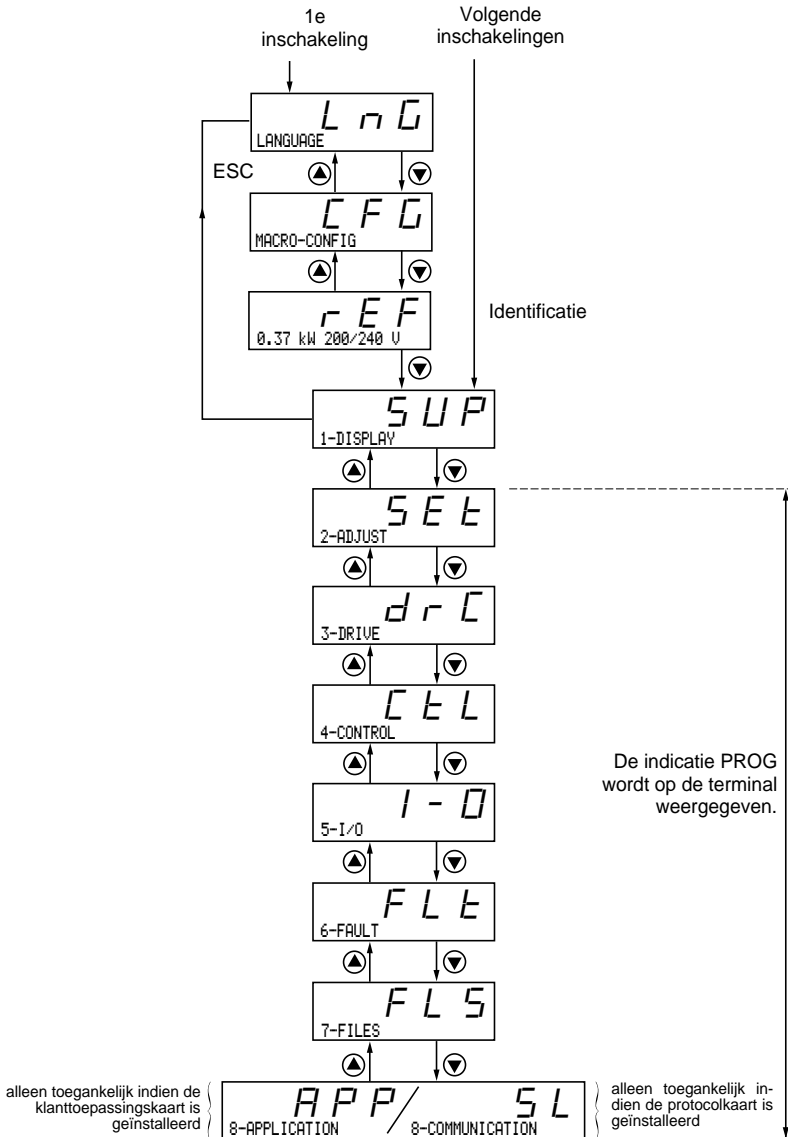 1e
inschakeling
Volgende
inschakelingen
LnG
LANGUAGE
ESC
CFG
MACRO-CONFIG
rEF
0.37 kW 200/240 V
Identificatie
SUP
1-DISPLAY
SEt
2-ADJUST
drC
3-DRIVE
CtL
4-CONTROL
I-O
5-I/O
De indicatie PROG
wordt op de terminal
weergegeven.
FLt
6-FAULT
FLS
7-FILES
alleen toegankelijk indien de
klanttoepassingskaart is
geïnstalleerd
APP/ SL
8-APPLICATION 8-COMMUNICATION
alleen toegankelijk in-
dien de protocolkaart is
geïnstalleerd